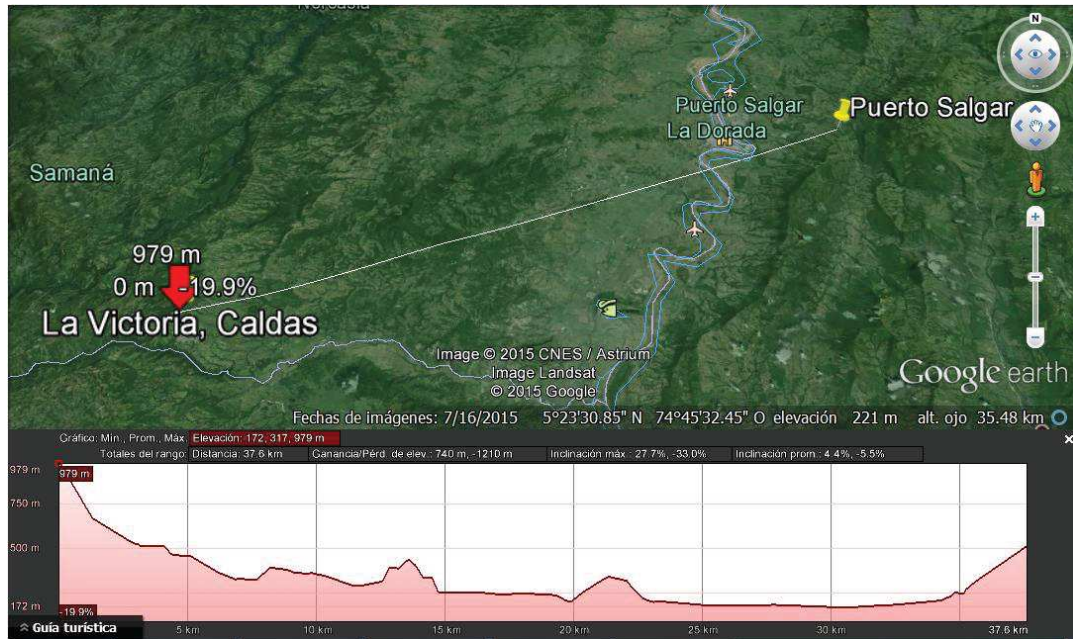 N
Puerto Salgar
Puerto Salgar
La Dorada
Samaná
979 m
0 m -19.9%
La Victoria, Caldas
Image © 2015 CNES / Astrium
Image Landsat
© 2015 Google
Google earth
Fechas de imágenes: 7/16/2015 5°23'30.85" N 74°45'32.45" O elevación 221 m alt. ojo 35.48 km
Gráfico: Mín., Prom., Máx. Elevación: 172, 317, 979 m
Totales del rango: Distancia: 37.6 km Ganancia/Pérd. de elev.: 740 m, -1210 m Inclinación máx.: 27.7%, -33.0% Inclinación prom.: 4.4%, -5.5%
979 m
979 m
750 m
500 m
172 m
-19.9%
Guía turística
5 km 10 km 15 km 20 km 25 km 30 km 37.6 km